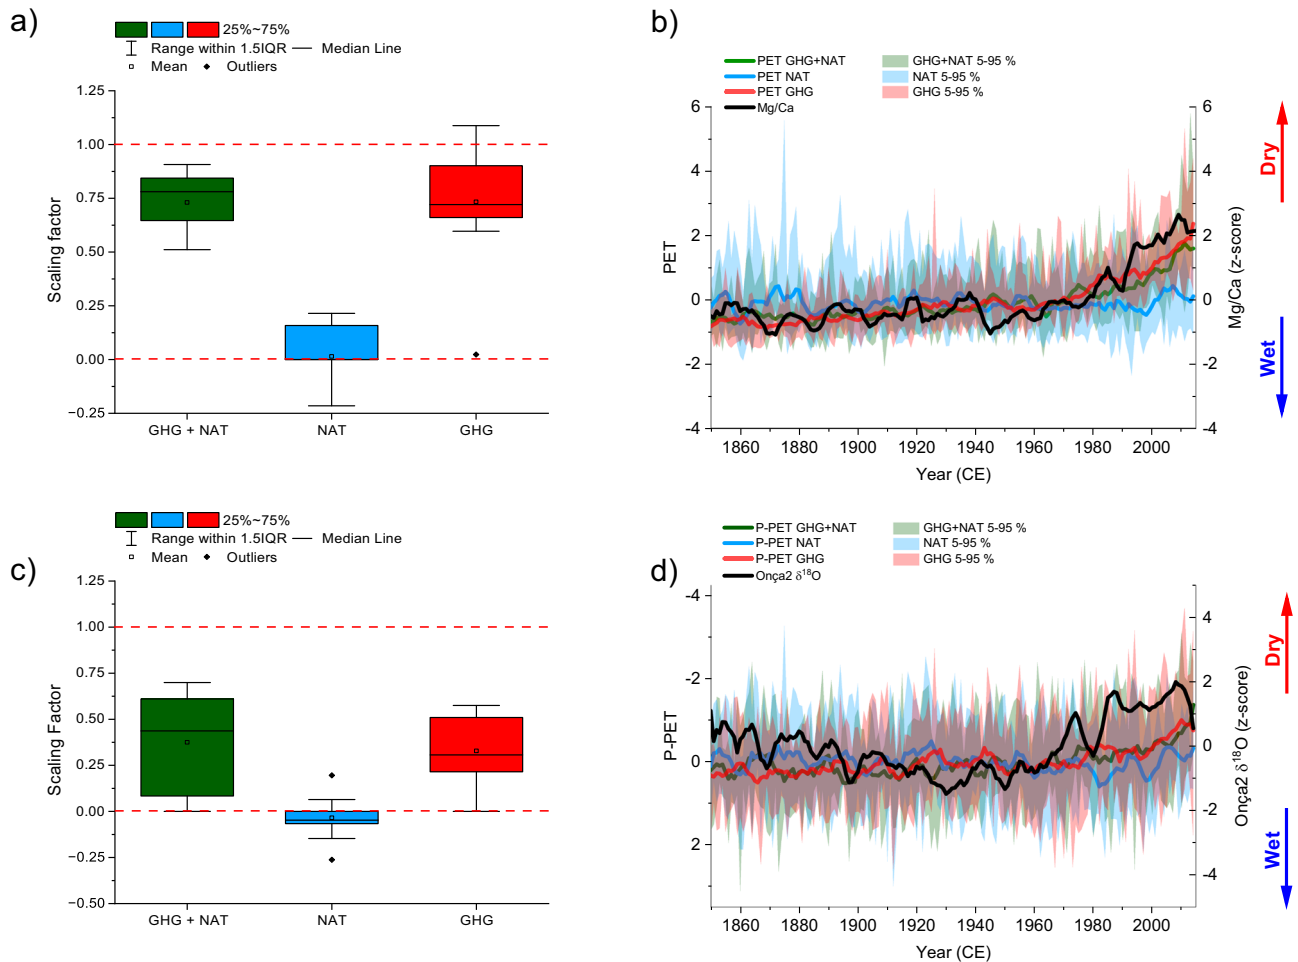 a)
25%~75%
Range within 1.5IQR
Median Line
Mean
Outliers
1.25
1.00
0.75
0.50
0.25
0.00
−0.25
Scaling factor
GHG + NAT
NAT
GHG
b)
PET GHG+NAT
GHG+NAT 5-95 %
PET NAT
NAT 5-95 %
PET GHG
GHG 5-95 %
Mg/Ca
6
4
2
0
-2
-4
PET
6
4
2
0
-2
-4
Mg/Ca (z-score)
Dry
Wet
1860
1880
1900
1920
1940
1960
1980
2000
Year (CE)
c)
25%~75%
Range within 1.5IQR
Median Line
Mean
Outliers
1.25
1.00
0.75
0.50
0.25
0.00
−0.25
−0.50
Scaling Factor
GHG + NAT
NAT
GHG
d)
P-PET GHG+NAT
GHG+NAT 5-95 %
P-PET NAT
NAT 5-95 %
P-PET GHG
GHG 5-95 %
Onça2 δ¹⁸O
-4
-2
0
2
P-PET
4
2
0
-2
-4
Onça2 δ¹⁸O (z-score)
Dry
Wet
1860
1880
1900
1920
1940
1960
1980
2000
Year (CE)